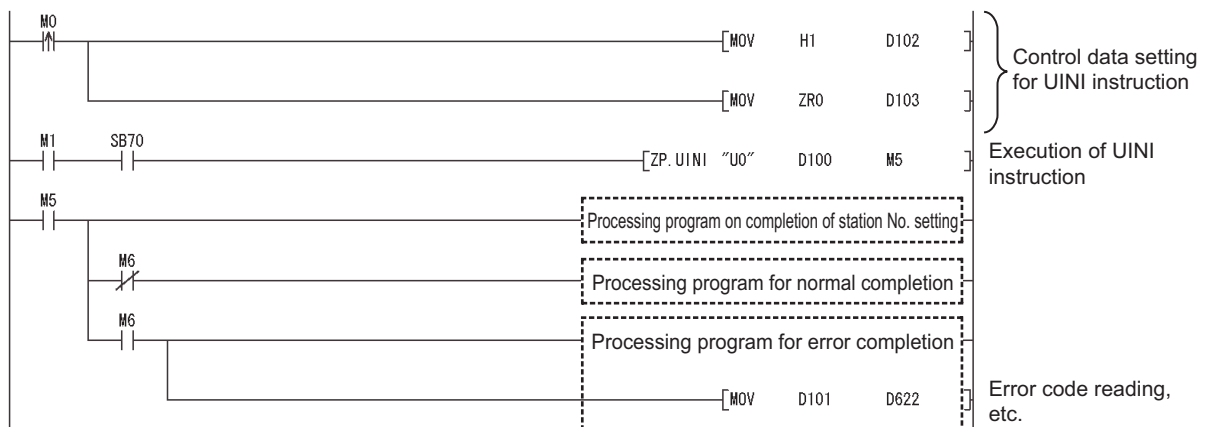 M0
[MOV H1 D102 ]
Control data setting
for UINI instruction
[MOV ZR0 D103 ]
M1 SB70
[ZP.UINI "U0" D100 M5 ]
Execution of UINI
instruction
M5
Processing program on completion of station No. setting
M6
Processing program for normal completion
M6
Processing program for error completion
[MOV D101 D622 ]
Error code reading,
etc.